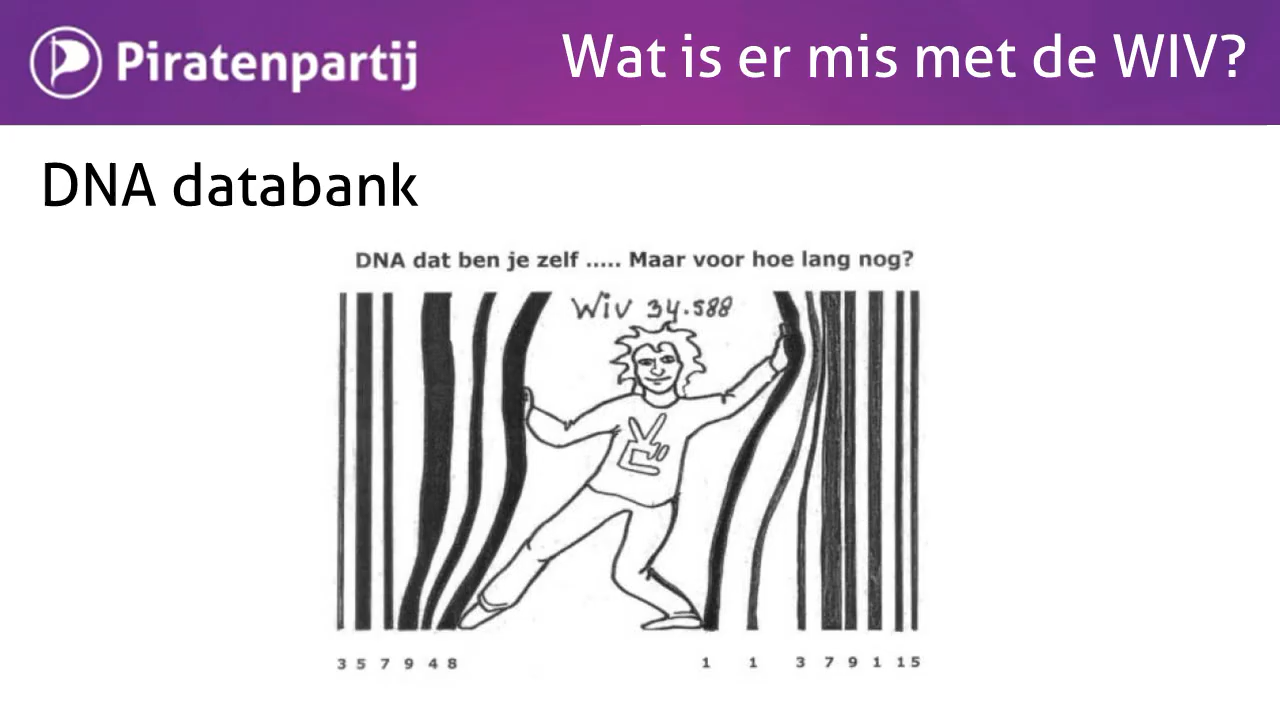 Piratenpartij
Wat is er mis met de WIV?
DNA databank
DNA dat ben je zelf ..... Maar voor hoe lang nog?
Wiv 34.588
3 5 7 9 4 8 1 1 3 7 9 1 15